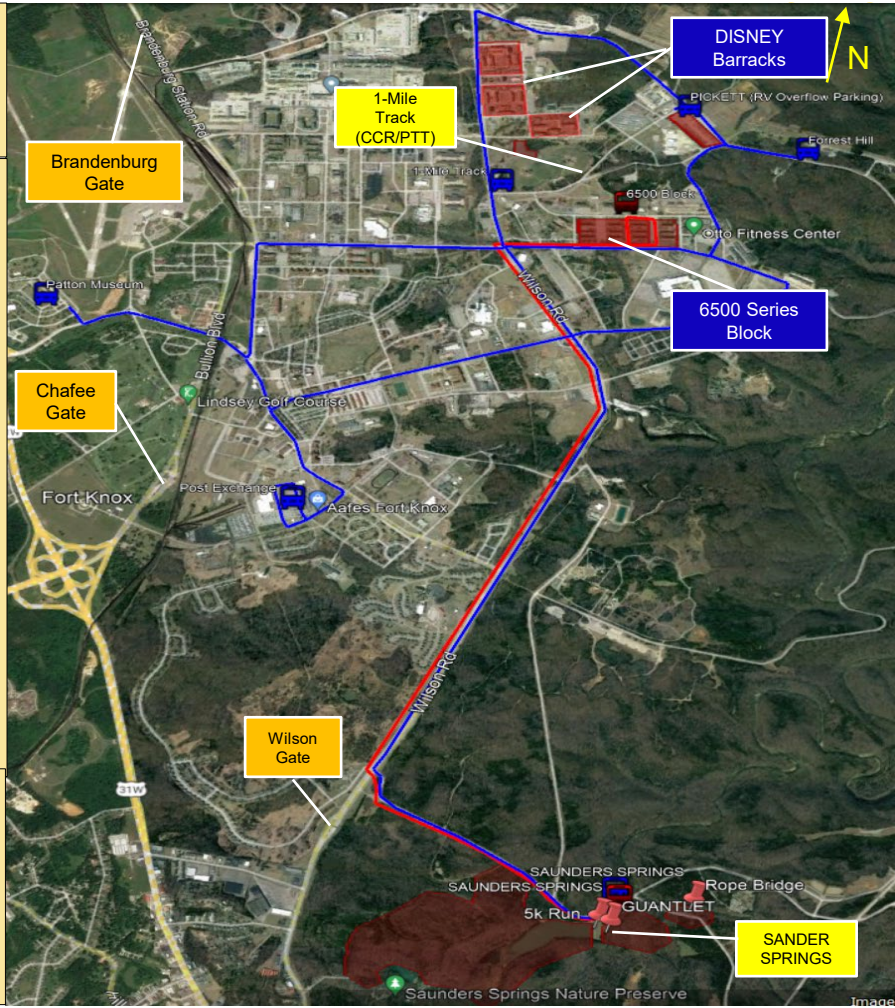 DISNEY
Barracks
N
Brandenburg Station Rd
1-Mile
Track
(CCR/PTT)
PICKETT (RV Overflow Parking)
Brandenburg
Gate
Forrest Hill
1-Mile Track
6500 Block
Otto Fitness Center
Patton Museum
Wilson Rd
6500 Series
Block
Bullion Blvd
Chafee
Gate
Lindsey Golf Course
Fort Knox
Post Exchange
Aafes Fort Knox
Wilson Rd
Wilson
Gate
31W
SAUNDERS SPRINGS
SAUNDERS SPRINGS
Rope Bridge
5k Run
GUANTLET
SANDER
SPRINGS
Saunders Springs Nature Preserve
Image